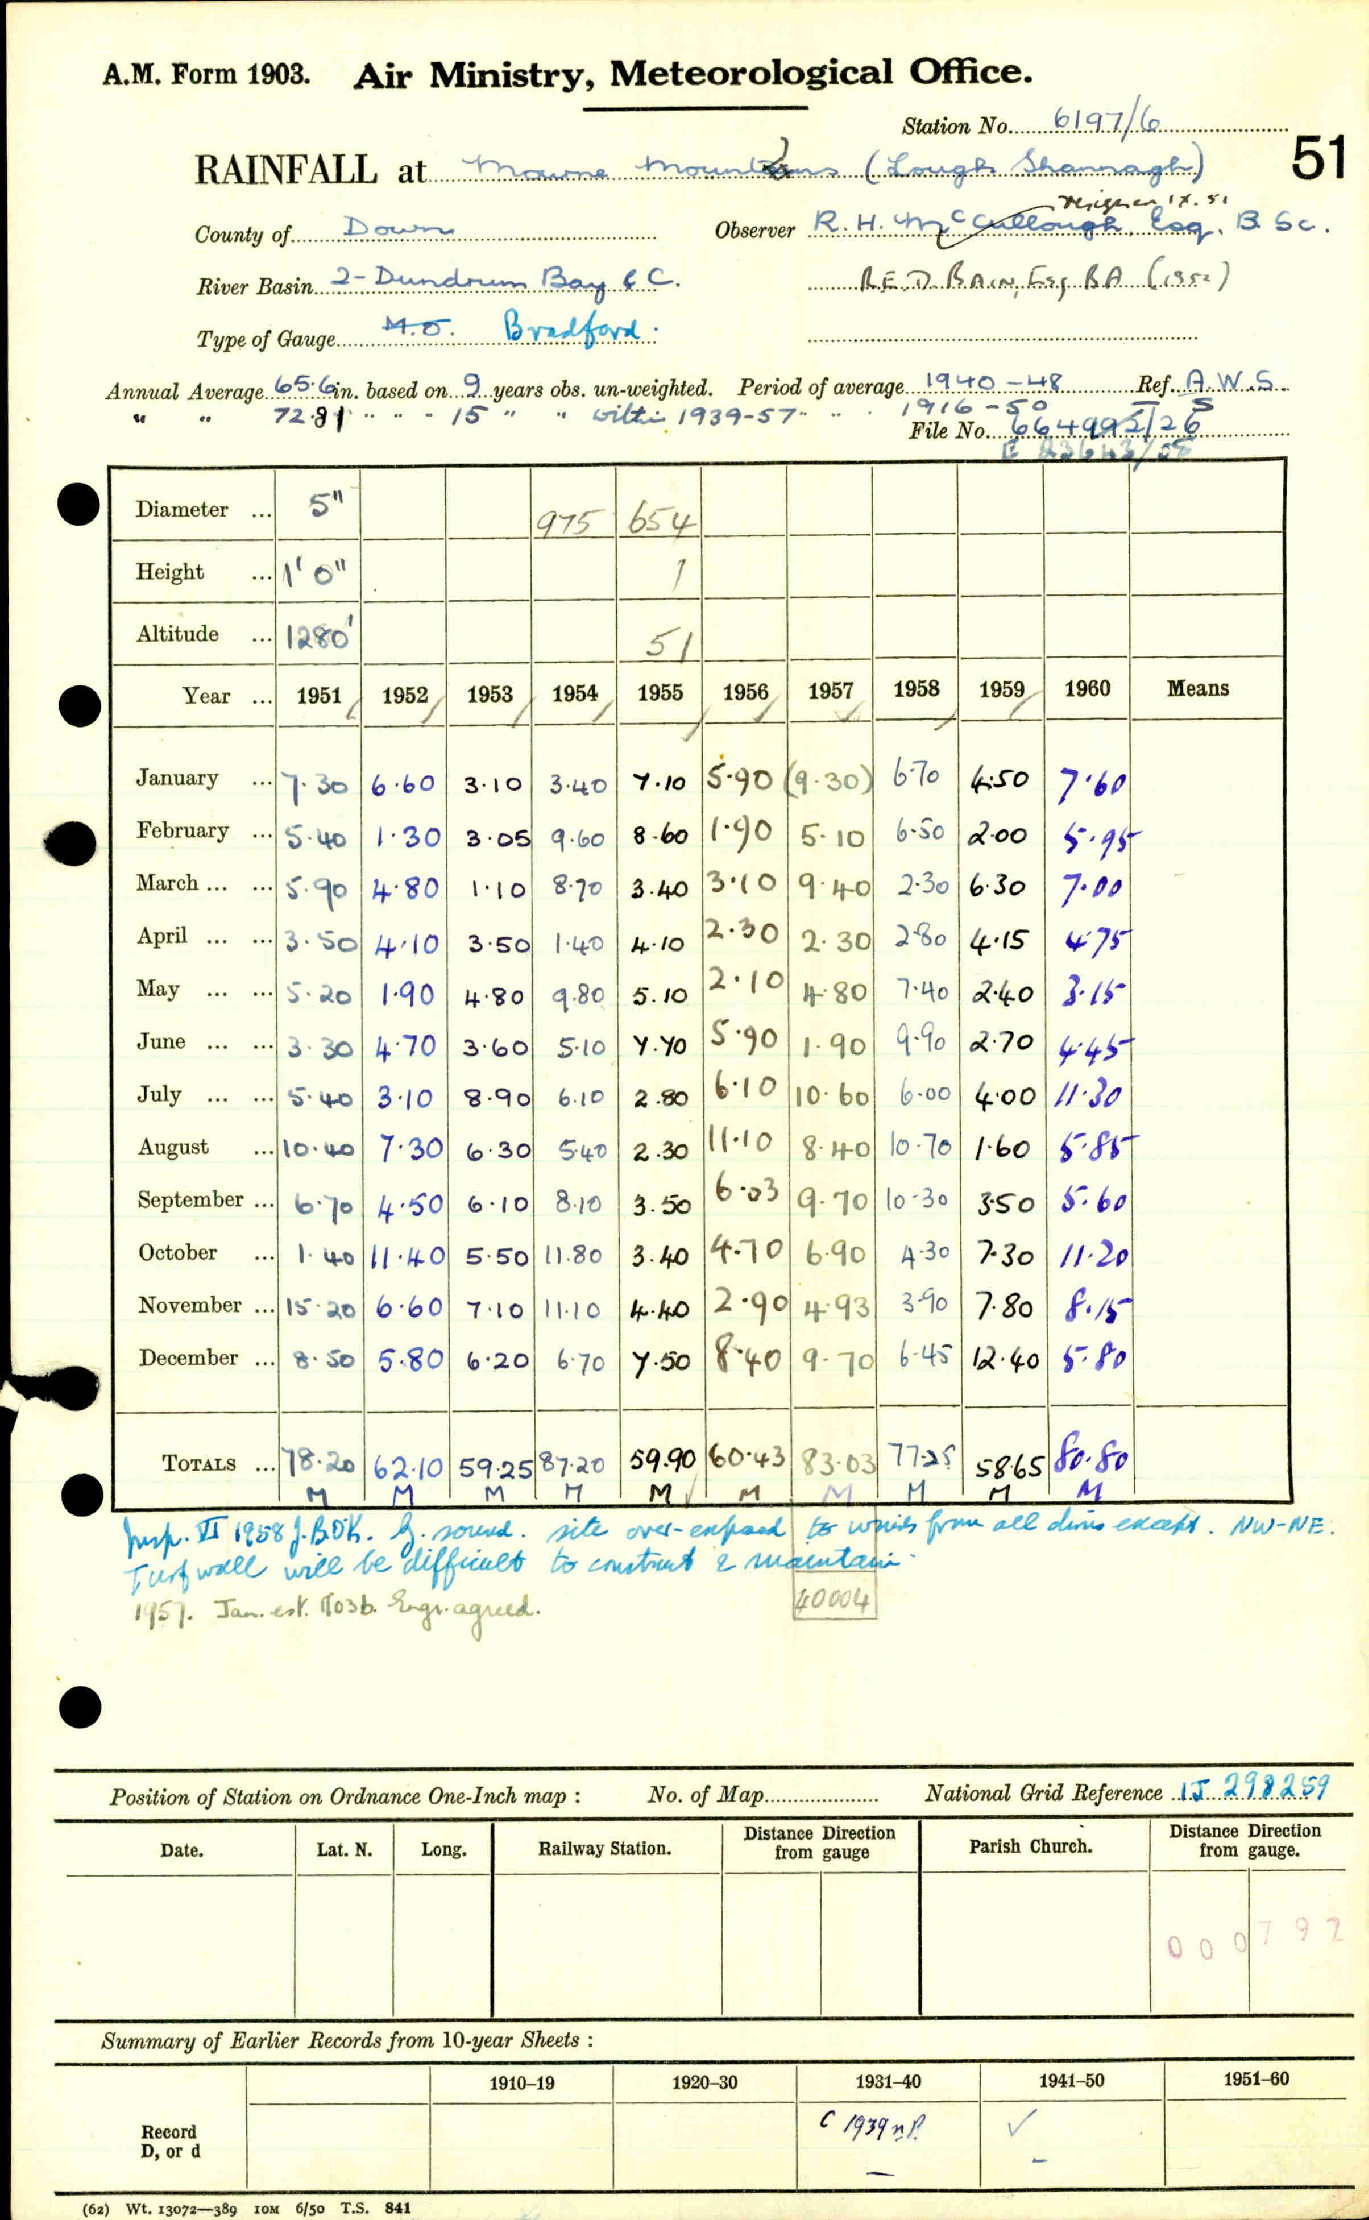 A.M. Form 1903. Air Ministry, Meteorological Office.
Station No. 6197/6
51
RAINFALL at Mourne Mountains (Lough Shannagh)
County of Down Observer R. H. McCullough, Esq, B Sc.
River Basin 2 - Dundrum Bay & C. R.E.D. BAIN, Esq BA (1952)
Type of Gauge M.O. Bradford.
Annual Average 65.6 in. based on 9 years obs. un-weighted. Period of average 1940-48 Ref. A.W.S.
" " 72.81 " " " 15 " " within 1939-57 " " 1916-50
File No. 664992/26
E 23643/58
Diameter ... 5" 975 654
Height ... 1' 0" 1
Altitude ... 1280' 51
Year ... 1951 1952 1953 1954 1955 1956 1957 1958 1959 1960 Means
January ... 7.30 6.60 3.10 3.40 7.10 5.90 (9.30) 6.70 4.50 7.60
February ... 5.40 1.30 3.05 9.60 8.60 1.90 5.10 6.50 2.00 5.95
March ... ... 5.90 4.80 1.10 8.70 3.40 3.10 9.40 2.30 6.30 7.00
April ... ... 3.50 4.10 3.50 1.40 4.10 2.30 2.30 2.80 4.15 4.75
May ... ... 5.20 1.90 4.80 9.80 5.10 2.10 4.80 7.40 2.40 3.15
June ... ... 3.30 4.70 3.60 5.10 7.70 5.90 1.90 9.90 2.70 4.45
July ... ... 5.40 3.10 8.90 6.10 2.80 6.10 10.60 6.00 4.00 11.30
August ... 10.40 7.30 6.30 5.40 2.30 11.10 8.40 10.70 1.60 5.85
September ... 6.70 4.50 6.10 8.10 3.50 6.03 9.70 10.30 3.50 5.60
October ... 1.40 11.40 5.50 11.80 3.40 4.70 6.90 4.30 7.30 11.20
November ... 15.20 6.60 7.10 11.10 4.40 2.90 4.93 3.90 7.80 8.15
December ... 8.50 5.80 6.20 6.70 7.50 8.40 9.70 6.45 12.40 5.80
TOTALS ... 78.20 62.10 59.25 87.20 59.90 60.43 83.03 77.25 58.65 80.80
M M M M M M M M M M
Insp. VI 1958 J.BOK. G. sound. site over-exposed to winds from all dirns except. NW-NE.
Turf wall will be difficult to construct & maintain.
1957. Jan. est. Engr. agreed.
40004
Position of Station on Ordnance One-Inch map : No. of Map National Grid Reference IJ 298259
Date. Lat. N. Long. Railway Station. Distance from Direction gauge Parish Church. Distance from Direction gauge.
000792
Summary of Earlier Records from 10-year Sheets :
1910–19 1920–30 1931–40 1941–50 1951–60
Record D, or d C 1939 ✓
– –
(62) Wt. 13072—389 10M 6/50 T.S. 841